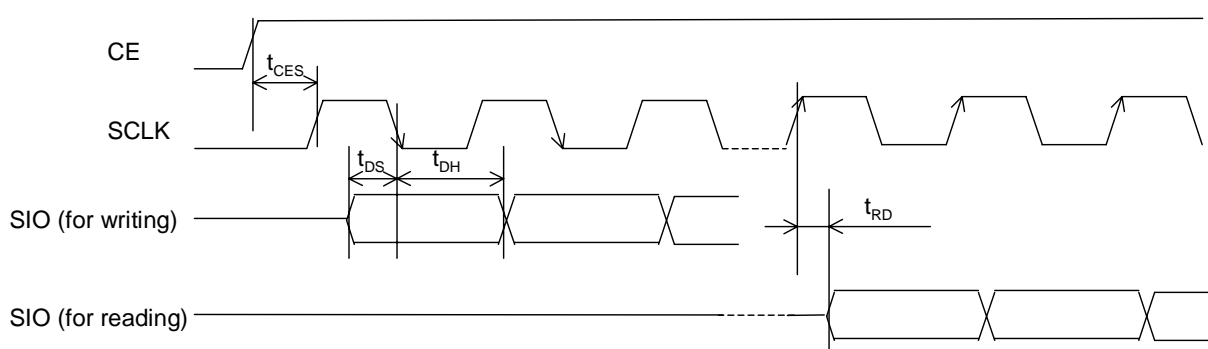 CE
tCES
SCLK
tDS
tDH
SIO (for writing)
tRD
SIO (for reading)